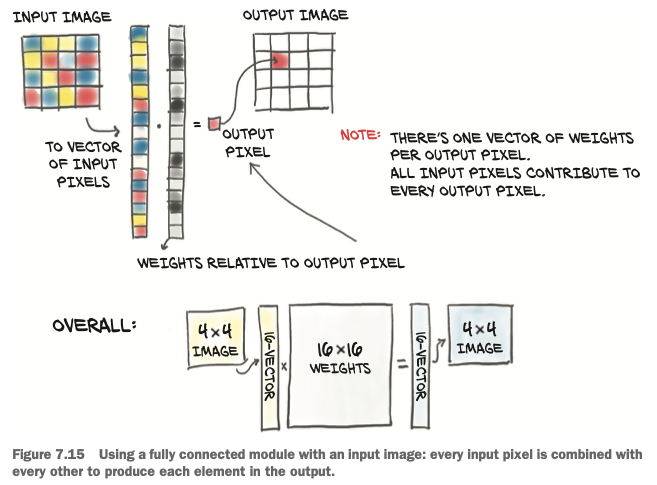 INPUT IMAGE
OUTPUT IMAGE
TO VECTOR
OF INPUT
PIXELS
=
OUTPUT
PIXEL
NOTE: THERE'S ONE VECTOR OF WEIGHTS
PER OUTPUT PIXEL.
ALL INPUT PIXELS CONTRIBUTE TO
EVERY OUTPUT PIXEL.
WEIGHTS RELATIVE TO OUTPUT PIXEL
OVERALL:
4×4
IMAGE
16-VECTOR
×
16×16
WEIGHTS
=
16-VECTOR
4×4
IMAGE
Figure 7.15 Using a fully connected module with an input image: every input pixel is combined with
every other to produce each element in the output.